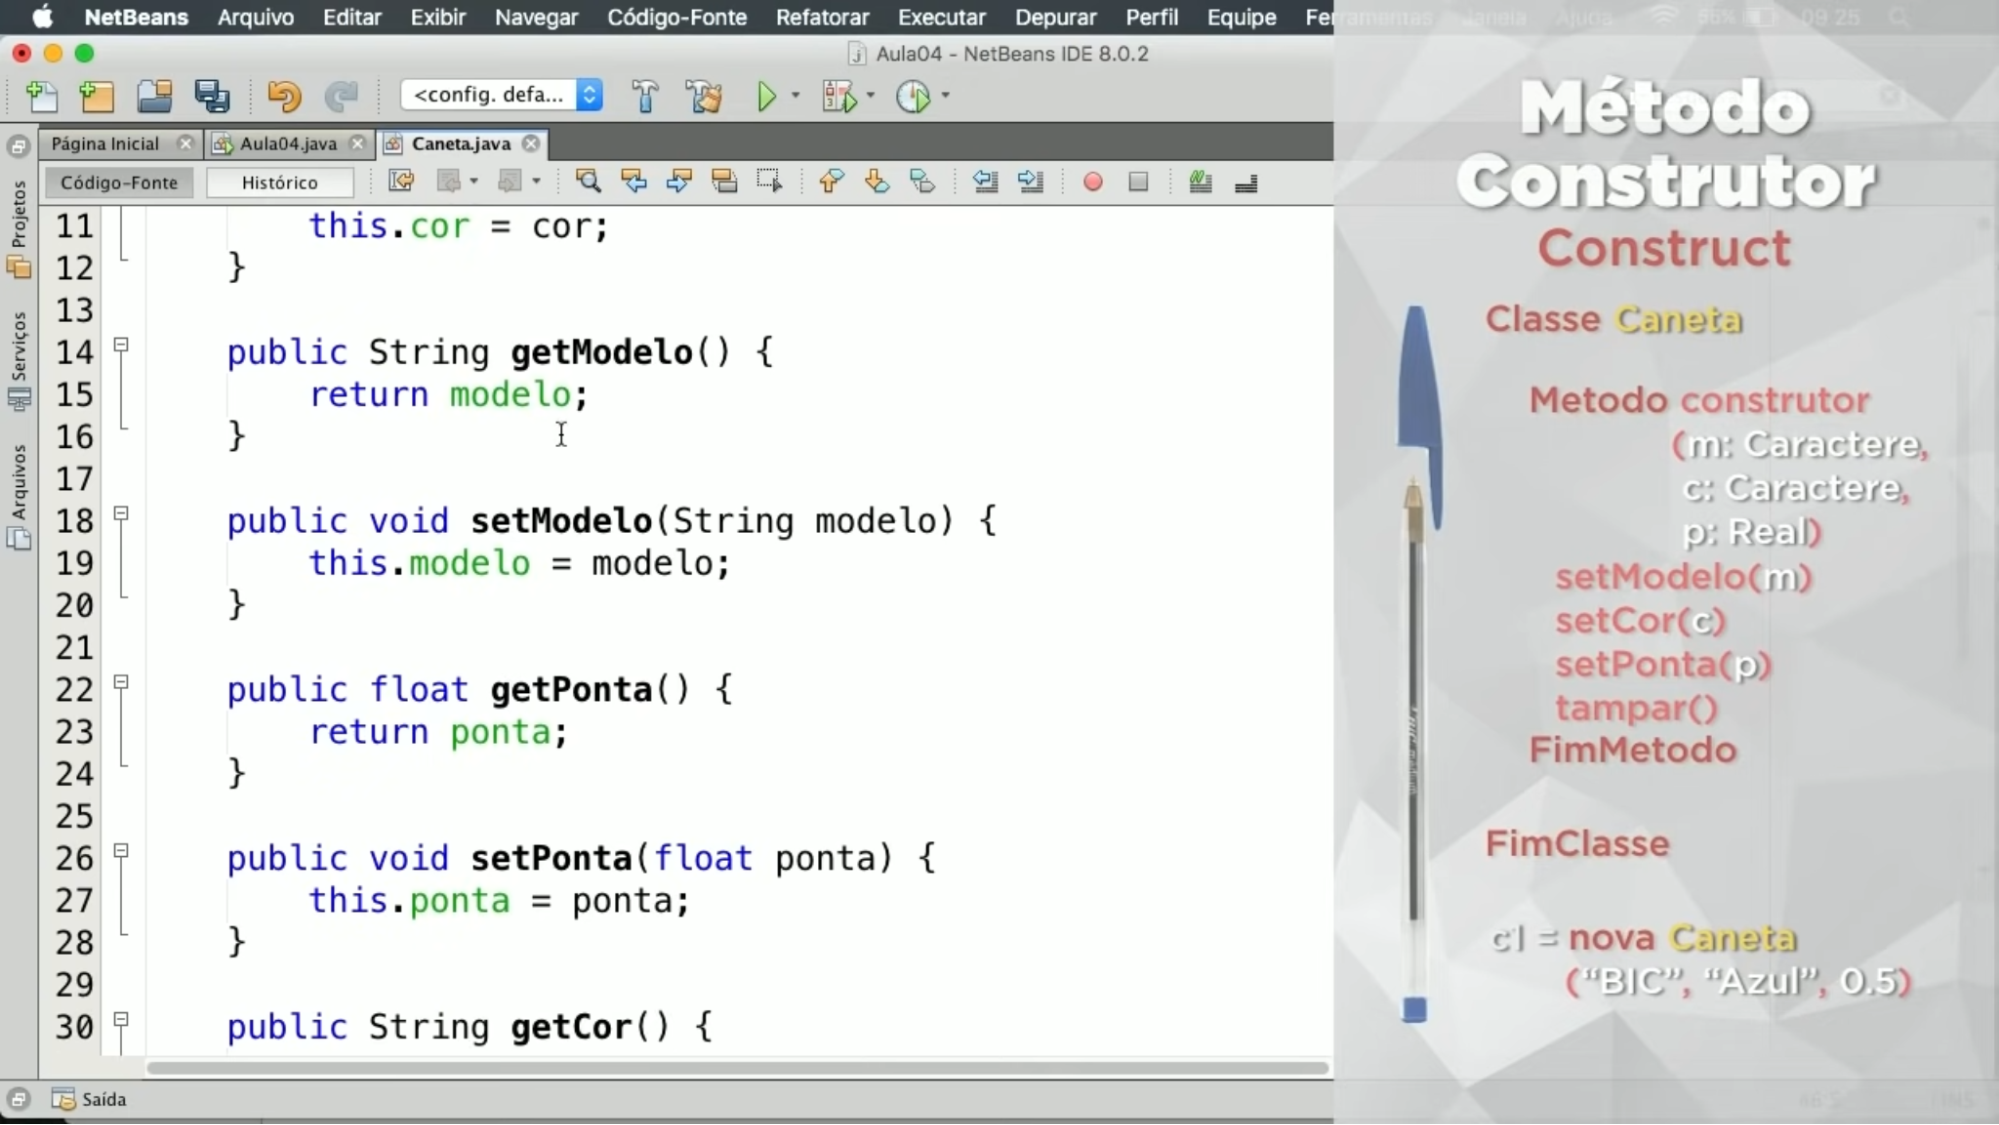 NetBeans Arquivo Editar Exibir Navegar Código-Fonte Refatorar Executar Depurar Perfil Equipe Ferramentas Janela Ajuda 09 25
Aula04 - NetBeans IDE 8.0.2
<config. defa...
Página Inicial Aula04.java Caneta.java
Código-Fonte Histórico
Projetos
Serviços
Arquivos
11 this.cor = cor;
12 }
13
14 public String getModelo() {
15 return modelo;
16 }
17
18 public void setModelo(String modelo) {
19 this.modelo = modelo;
20 }
21
22 public float getPonta() {
23 return ponta;
24 }
25
26 public void setPonta(float ponta) {
27 this.ponta = ponta;
28 }
29
30 public String getCor() {
Saída
Método
Construtor
Construct
Classe Caneta
Metodo construtor
(m: Caractere,
c: Caractere,
p: Real)
setModelo(m)
setCor(c)
setPonta(p)
tampar()
FimMetodo
FimClasse
c1 = nova Caneta
(“BIC”, “Azul”, 0.5)